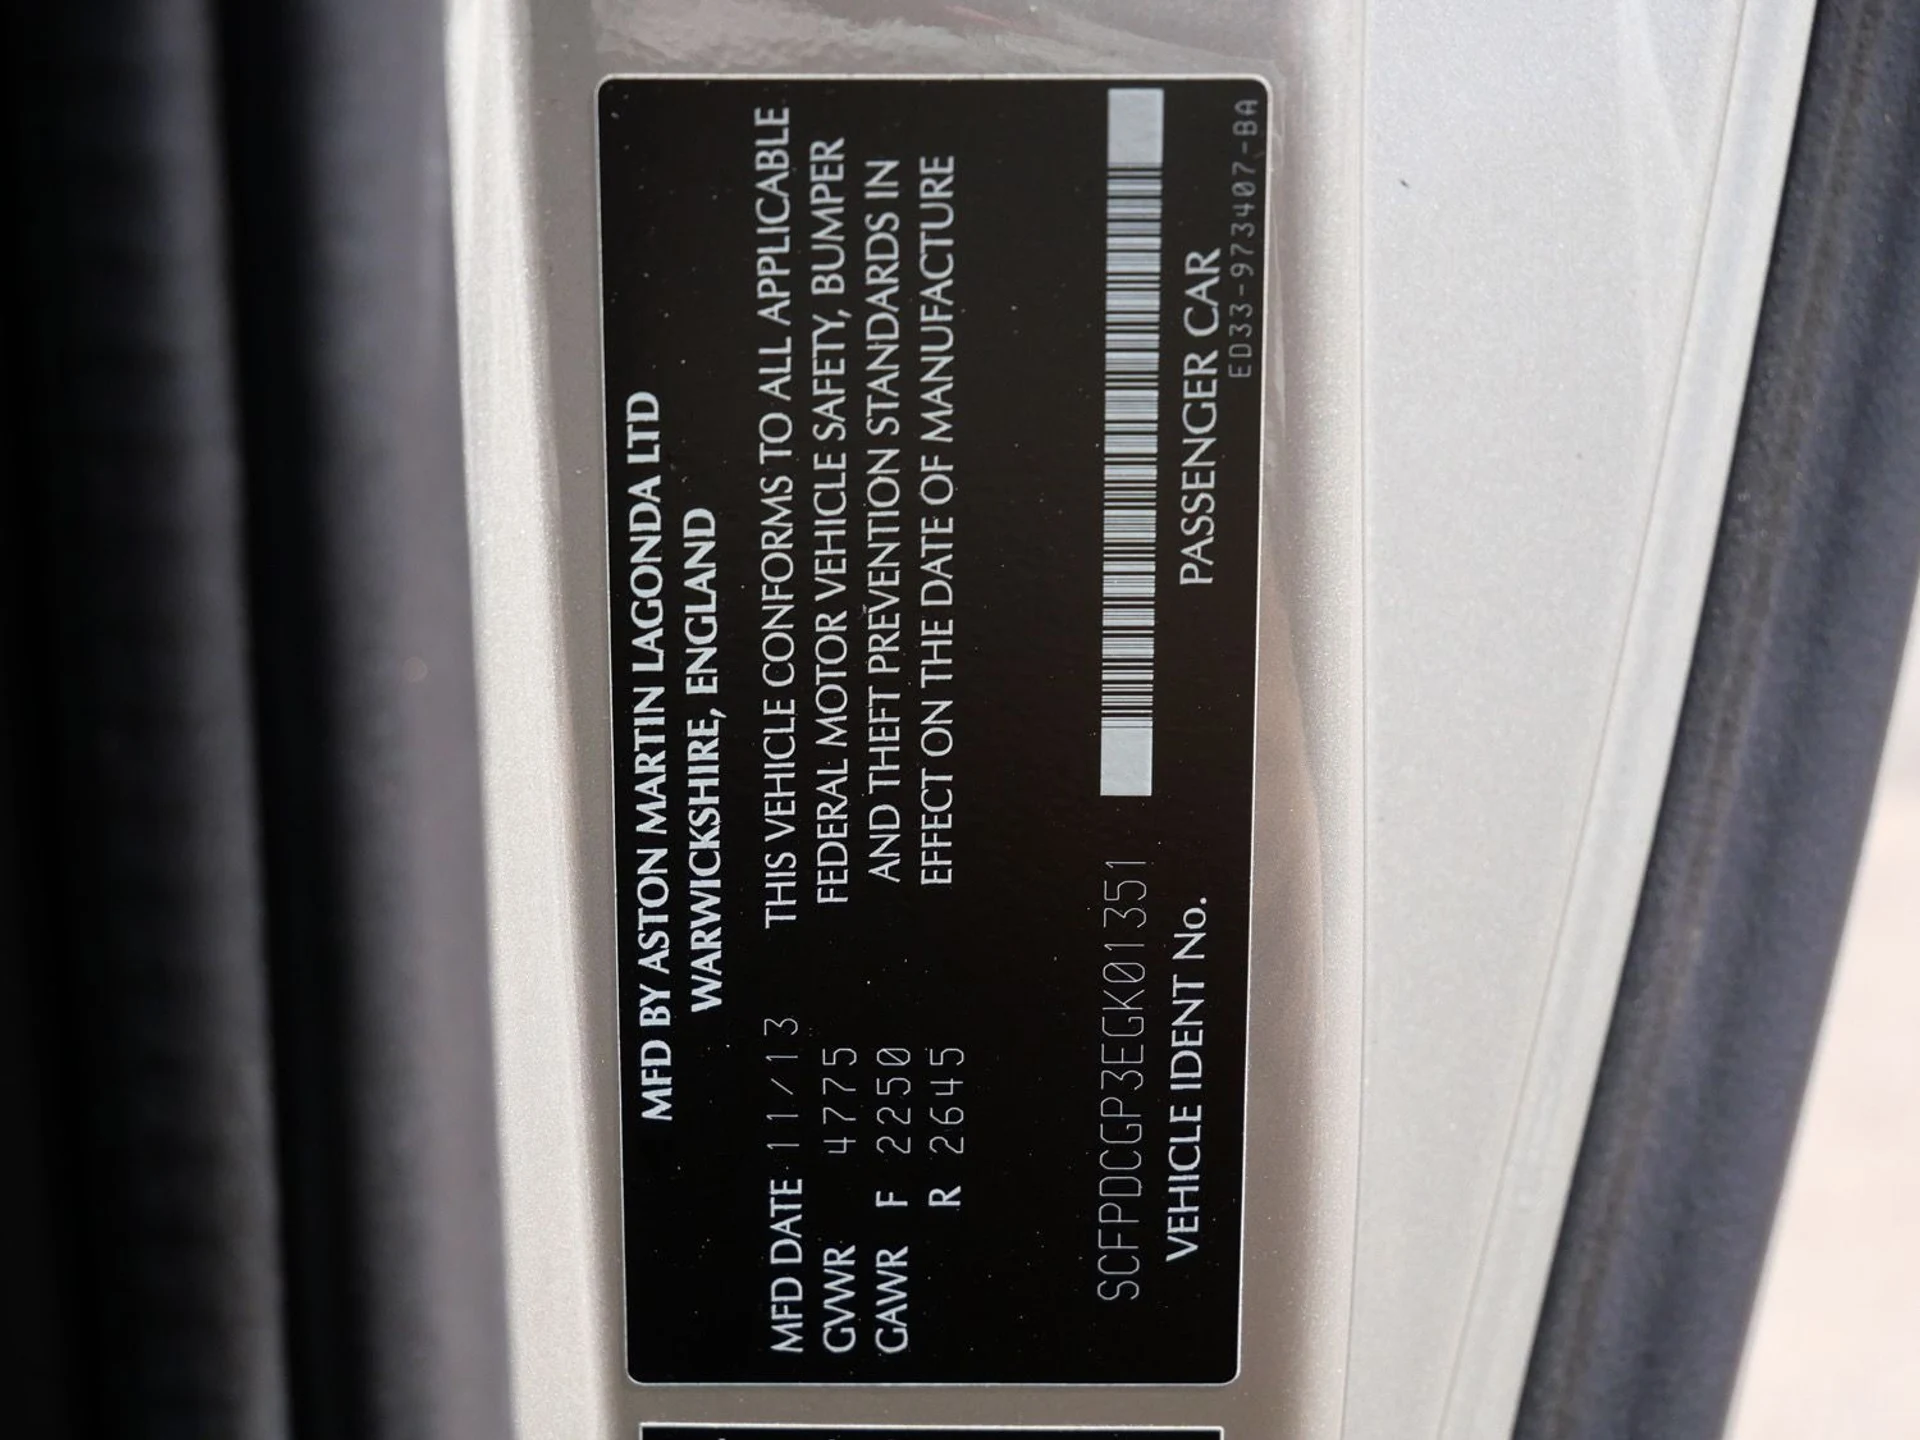 MFD BY ASTON MARTIN LAGONDA LTD
WARWICKSHIRE, ENGLAND
MFD DATE 11/13
GVWR 4775
GAWR F 2250
R 2645
THIS VEHICLE CONFORMS TO ALL APPLICABLE
FEDERAL MOTOR VEHICLE SAFETY, BUMPER
AND THEFT PREVENTION STANDARDS IN
EFFECT ON THE DATE OF MANUFACTURE
SCFPDCGP3EGK01351
VEHICLE IDENT No.
PASSENGER CAR
ED33-973407-BA